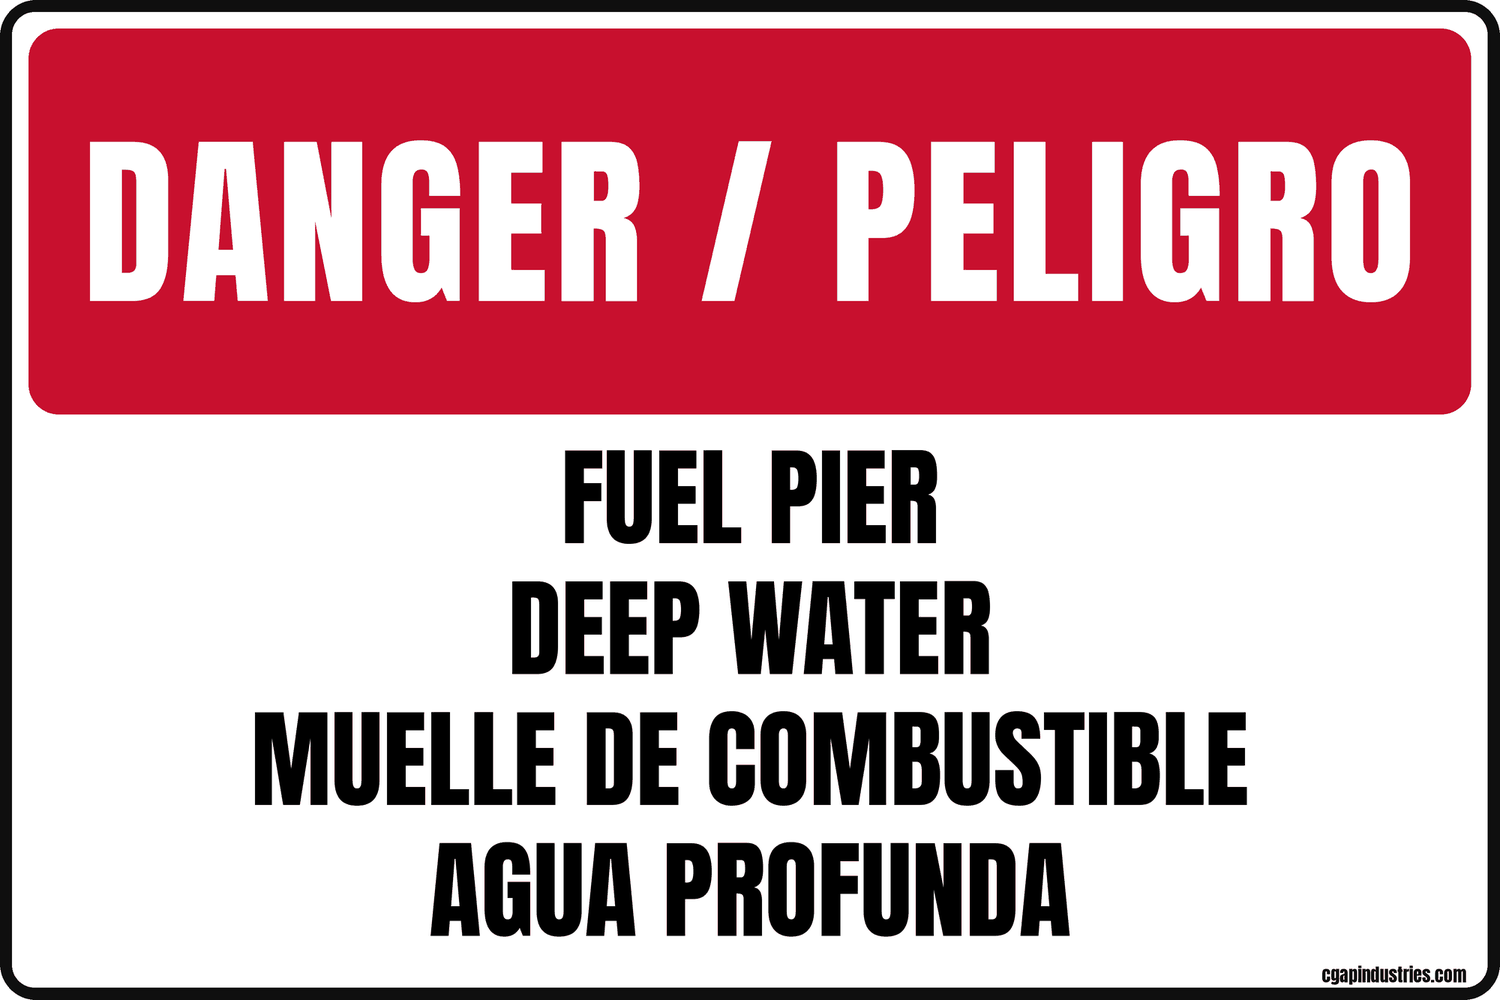 DANGER / PELIGRO
FUEL PIER
DEEP WATER
MUELLE DE COMBUSTIBLE
AGUA PROFUNDA
cgapindustries.com